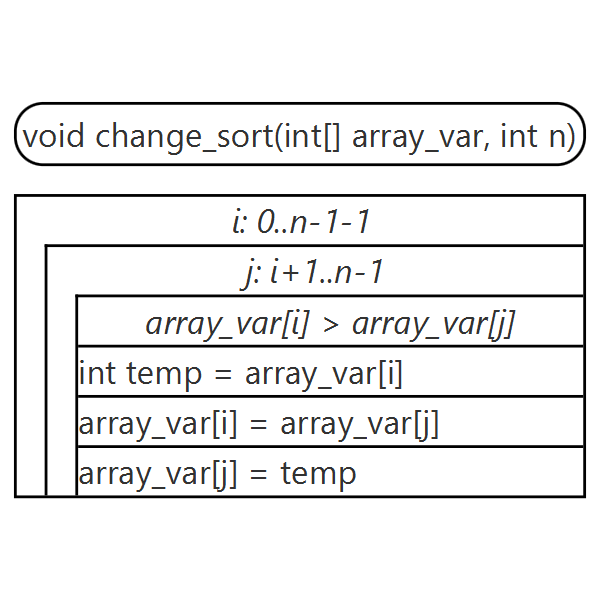 void change_sort(int[] array_var, int n)
i: 0..n-1-1
j: i+1..n-1
array_var[i] > array_var[j]
int temp = array_var[i]
array_var[i] = array_var[j]
array_var[j] = temp